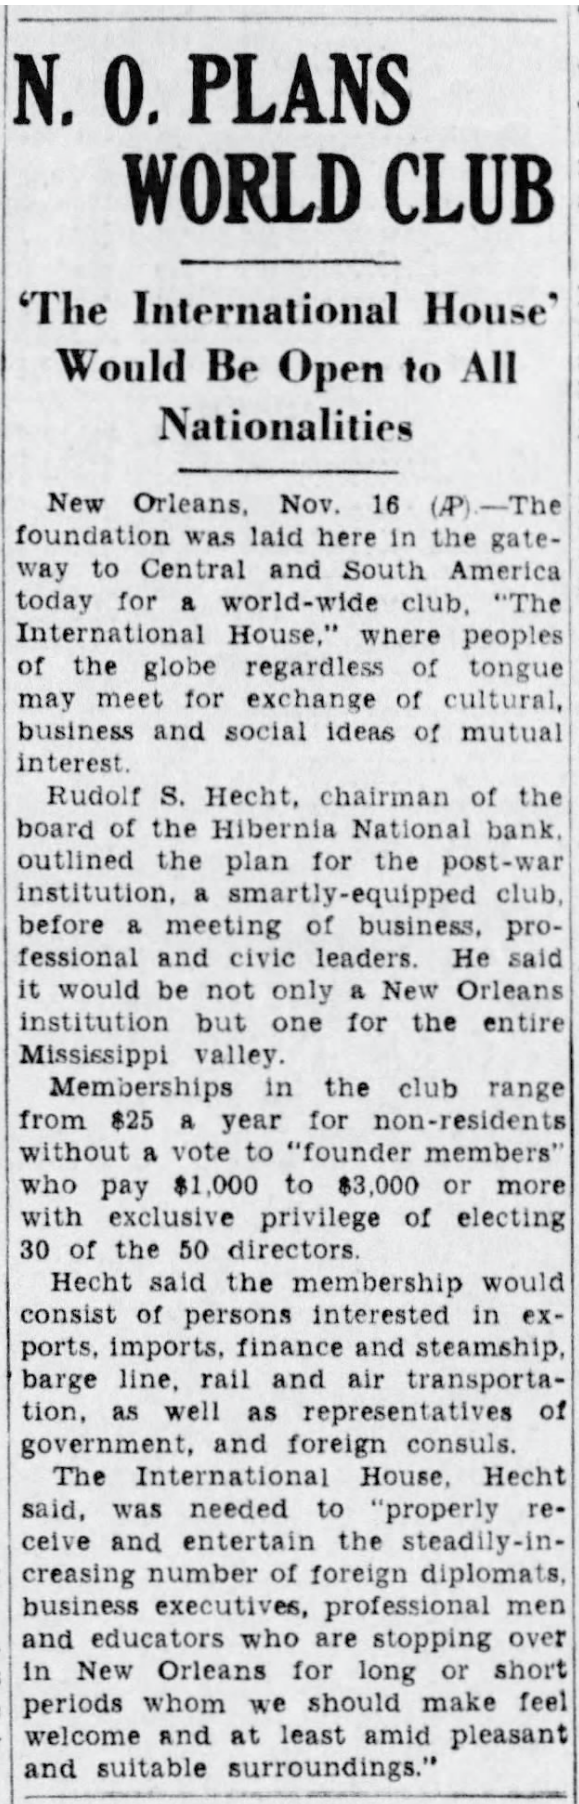 N. O. PLANS
WORLD CLUB
‘The International House’
Would Be Open to All
Nationalities
New Orleans, Nov. 16 (AP).—The
foundation was laid here in the gate-
way to Central and South America
today for a world-wide club, "The
International House," where peoples
of the globe regardless of tongue
may meet for exchange of cultural,
business and social ideas of mutual
interest.
Rudolf S. Hecht, chairman of the
board of the Hibernia National bank,
outlined the plan for the post-war
institution, a smartly-equipped club,
before a meeting of business, pro-
fessional and civic leaders. He said
it would be not only a New Orleans
institution but one for the entire
Mississippi valley.
Memberships in the club range
from $25 a year for non-residents
without a vote to "founder members"
who pay $1,000 to $3,000 or more
with exclusive privilege of electing
30 of the 50 directors.
Hecht said the membership would
consist of persons interested in ex-
ports, imports, finance and steamship,
barge line, rail and air transporta-
tion, as well as representatives of
government, and foreign consuls.
The International House, Hecht
said, was needed to "properly re-
ceive and entertain the steadily-in-
creasing number of foreign diplomats,
business executives, professional men
and educators who are stopping over
in New Orleans for long or short
periods whom we should make feel
welcome and at least amid pleasant
and suitable surroundings."